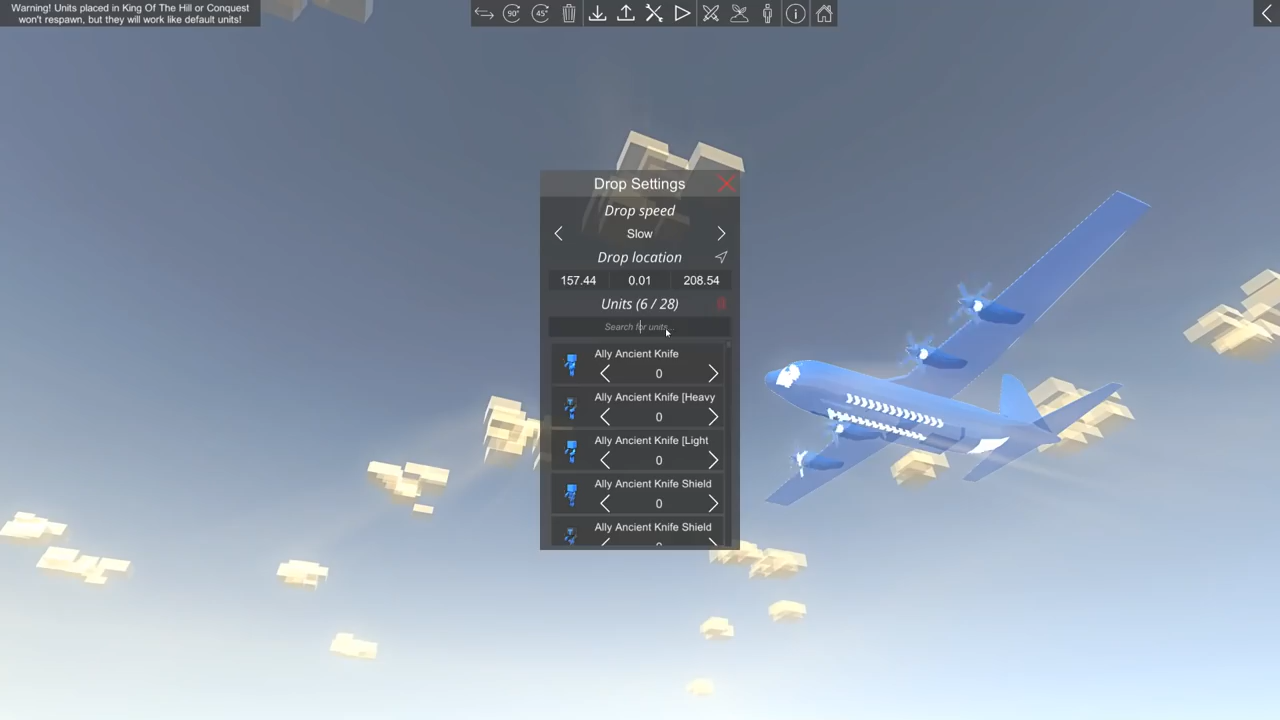 Warning! Units placed in King Of The Hill or Conquest
won't respawn, but they will work like default units!
90°
45°
Drop Settings
Drop speed
Slow
Drop location
157.44 0.01 208.54
Units (6 / 28)
Search for units...
Ally Ancient Knife
0
Ally Ancient Knife [Heavy
0
Ally Ancient Knife [Light
0
Ally Ancient Knife Shield
0
Ally Ancient Knife Shield